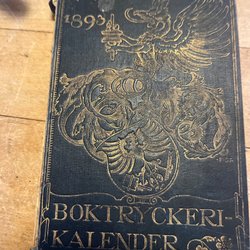 1893
BOKTRYCKERI-
KALENDER